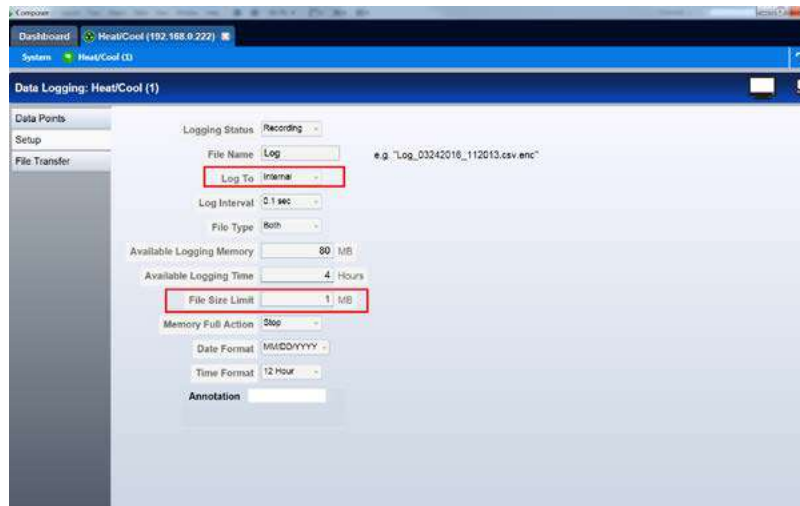 Composer
Dashboard Heat/Cool (192.168.0.222)
System Heat/Cool (1)
Data Logging: Heat/Cool (1)
Data Points
Setup
File Transfer
Logging Status Recording
File Name Log e.g. "Log_03242016_112013.csv.enc"
Log To Internal
Log Interval 0.1 sec
File Type Both
Available Logging Memory 80 MB
Available Logging Time 4 Hours
File Size Limit 1 MB
Memory Full Action Stop
Date Format MM/DD/YYYY
Time Format 12 Hour
Annotation